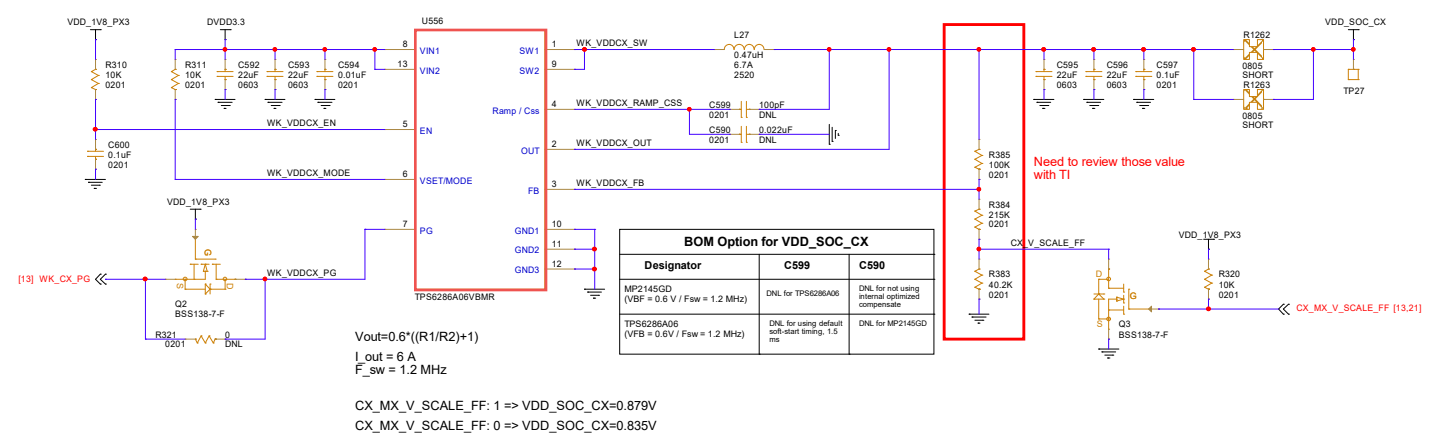 VDD_1V8_PX3
R310
10K
0201
C600
0.1uF
0201
DVDD3.3
R311
10K
0201
C592
22uF
0603
C593
22uF
0603
C594
0.01uF
0201
WK_VDDCX_EN
WK_VDDCX_MODE
U556
8
VIN1
13
VIN2
5
EN
6
VSET/MODE
7
PG
SW1
1
SW2
9
Ramp / Css
4
OUT
2
FB
3
GND1
10
GND2
11
GND3
12
TPS6286A06VBMR
WK_VDDCX_SW
L27
0.47uH
6.7A
2520
WK_VDDCX_RAMP_CSS
C599
0201
100pF
DNL
C590
0201
0.022uF
DNL
WK_VDDCX_OUT
WK_VDDCX_FB
R385
100K
0201
R384
215K
0201
CX_V_SCALE_FF
R383
40.2K
0201
Need to review those value
with TI
C595
22uF
0603
C596
22uF
0603
C597
0.1uF
0201
R1262
0805
SHORT
R1263
0805
SHORT
VDD_SOC_CX
TP27
VDD_1V8_PX3
G
S
D
[13] WK_CX_PG
WK_VDDCX_PG
Q2
BSS138-7-F
R321
0201
0
DNL
BOM Option for VDD_SOC_CX
Designator
C599
C590
MP2145GD
(VBF = 0.6 V / Fsw = 1.2 MHz)
DNL for TPS6286A06
DNL for not using
internal optimized
compensate
TPS6286A06
(VFB = 0.6V / Fsw = 1.2 MHz)
DNL for using default
soft-start timing, 1.5
ms
DNL for MP2145GD
VDD_1V8_PX3
R320
10K
0201
D
G
S
Q3
BSS138-7-F
CX_MX_V_SCALE_FF [13,21]
Vout=0.6*((R1/R2)+1)
I_out = 6 A
F_sw = 1.2 MHz
CX_MX_V_SCALE_FF: 1 => VDD_SOC_CX=0.879V
CX_MX_V_SCALE_FF: 0 => VDD_SOC_CX=0.835V